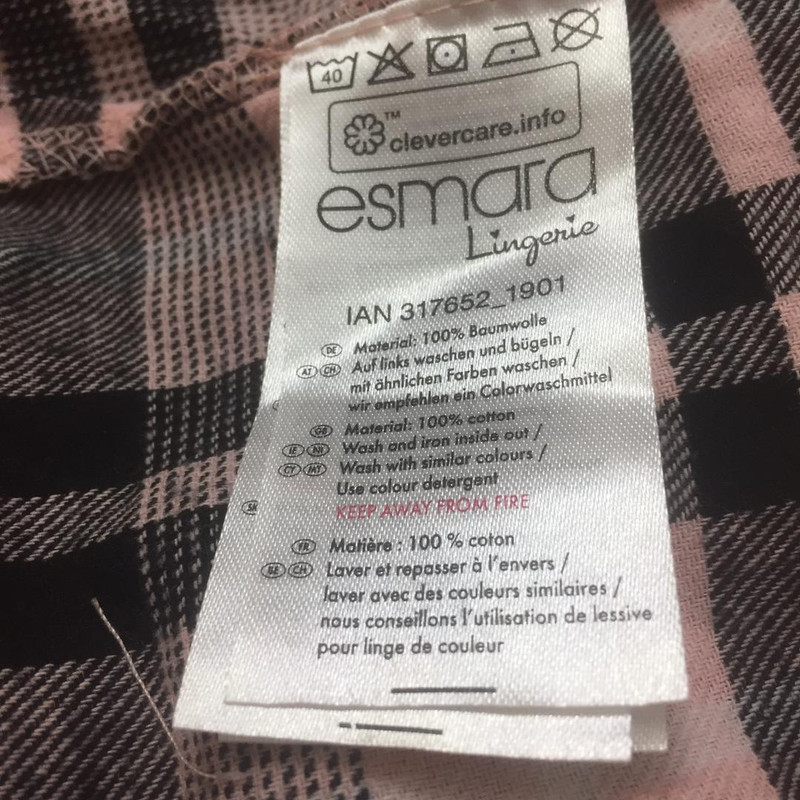 40
™ clevercare.info
esmara
Lingerie
IAN 317652_1901
DE Material: 100% Baumwolle
AT CH Auf links waschen und bügeln /
mit ähnlichen Farben waschen /
wir empfehlen ein Colorwaschmittel
GB Material: 100% cotton
IE NI Wash and iron inside out /
CY MT Wash with similar colours /
Use colour detergent
KEEP AWAY FROM FIRE
FR Matière : 100 % coton
BE CH Laver et repasser à l'envers /
laver avec des couleurs similaires /
nous conseillons l'utilisation de lessive
pour linge de couleur